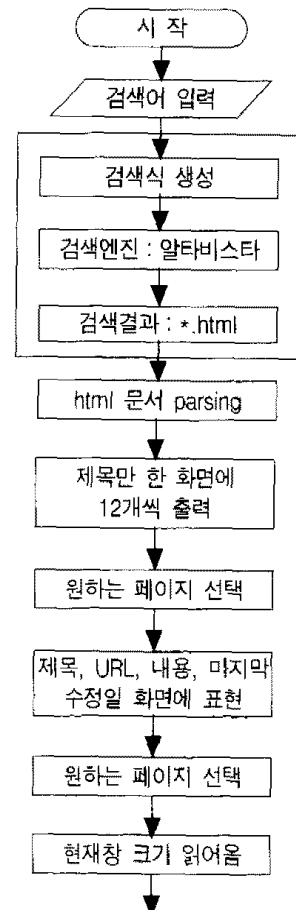 시 작
검색어 입력
검색식 생성
검색엔진 : 알타비스타
검색결과 : *.html
html 문서 parsing
제목만 한 화면에
12개씩 출력
원하는 페이지 선택
제목, URL, 내용, 마지막
수정일 화면에 표현
원하는 페이지 선택
현재창 크기 읽어옴